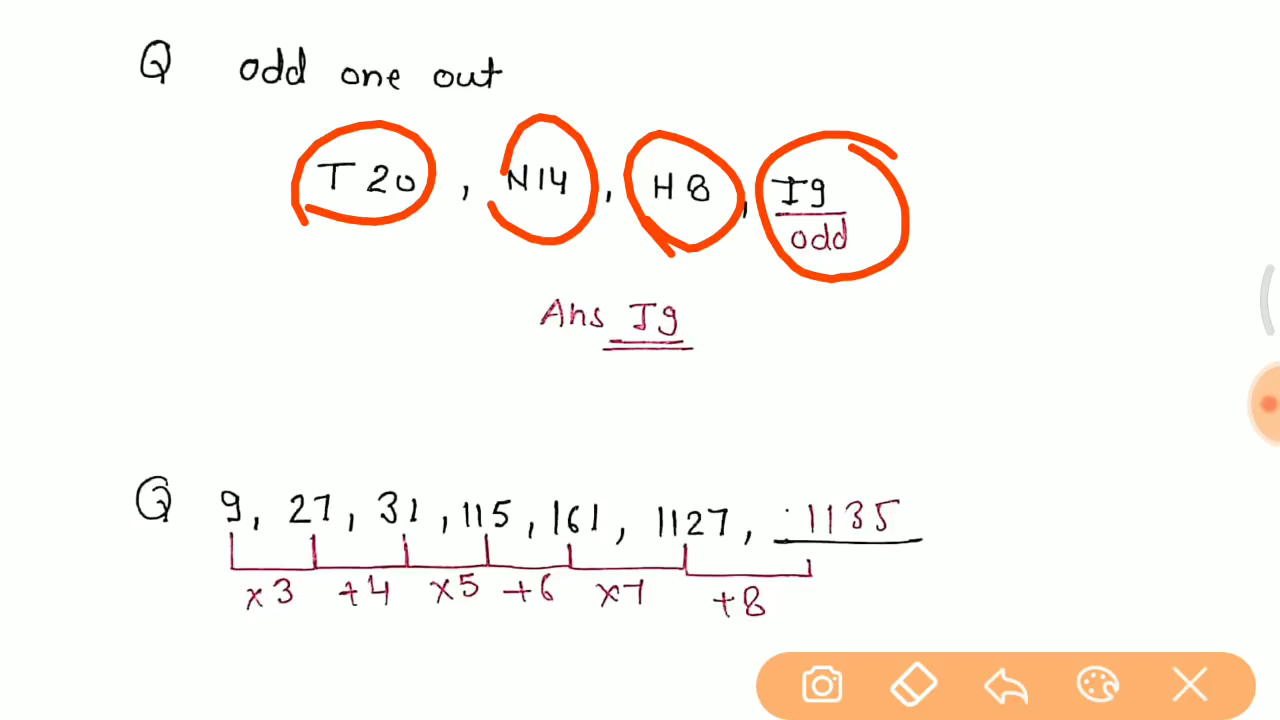 Q odd one out
T20, N14, H8, I9
odd
Ans I9
Q 9, 27, 31, 115, 161, 1127, 1135
x3 +4 x5 +6 x7 +8